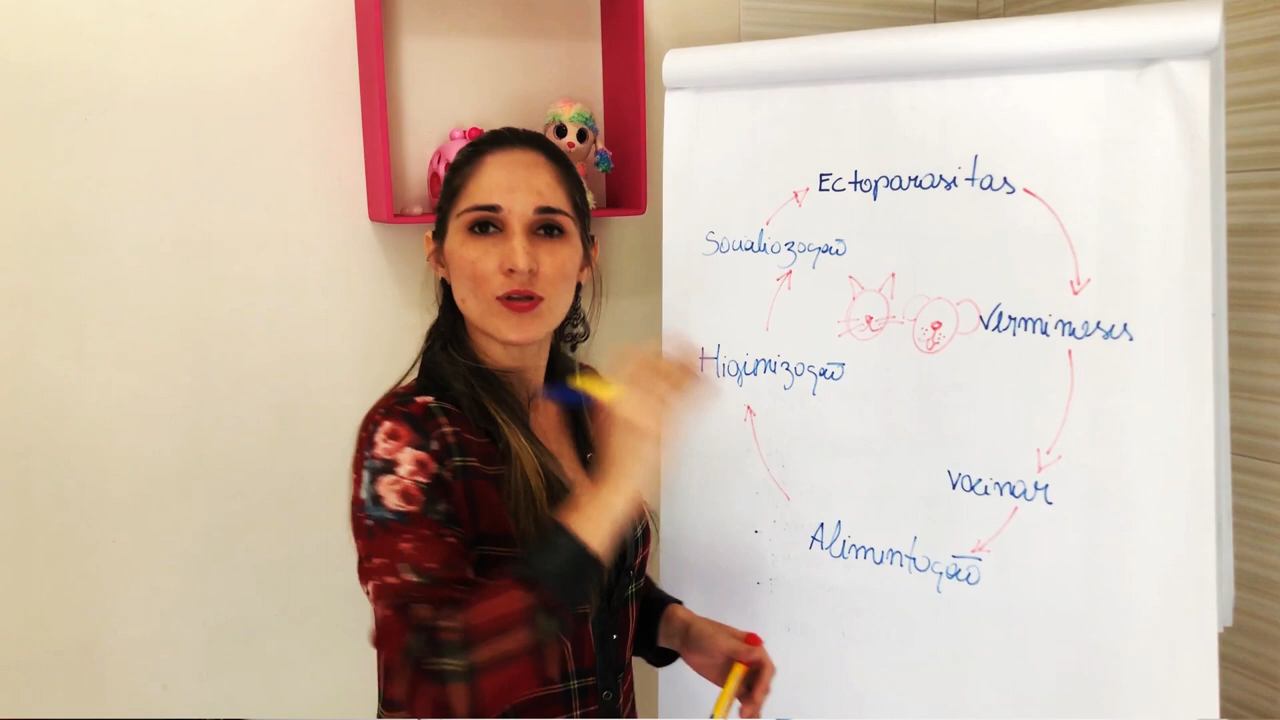 Ectoparasitas
Socialização
Verminoses
Higienização
Vacinar
Alimentação